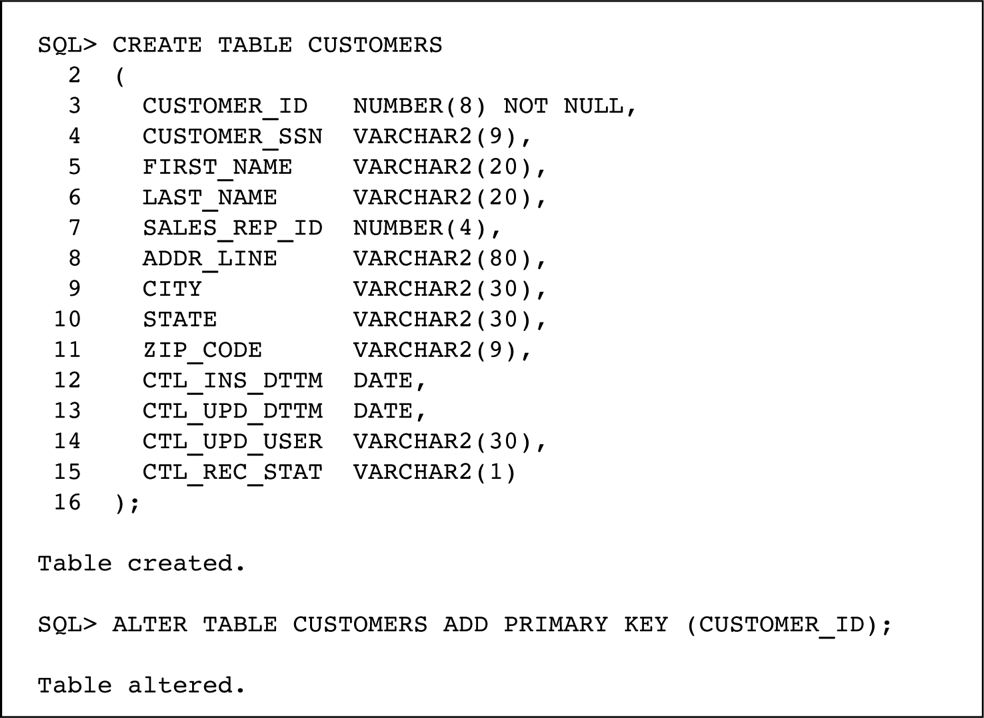 SQL> CREATE TABLE CUSTOMERS
2 (
3 CUSTOMER_ID NUMBER(8) NOT NULL,
4 CUSTOMER_SSN VARCHAR2(9),
5 FIRST_NAME VARCHAR2(20),
6 LAST_NAME VARCHAR2(20),
7 SALES_REP_ID NUMBER(4),
8 ADDR_LINE VARCHAR2(80),
9 CITY VARCHAR2(30),
10 STATE VARCHAR2(30),
11 ZIP_CODE VARCHAR2(9),
12 CTL_INS_DTTM DATE,
13 CTL_UPD_DTTM DATE,
14 CTL_UPD_USER VARCHAR2(30),
15 CTL_REC_STAT VARCHAR2(1)
16 );
Table created.
SQL> ALTER TABLE CUSTOMERS ADD PRIMARY KEY (CUSTOMER_ID);
Table altered.